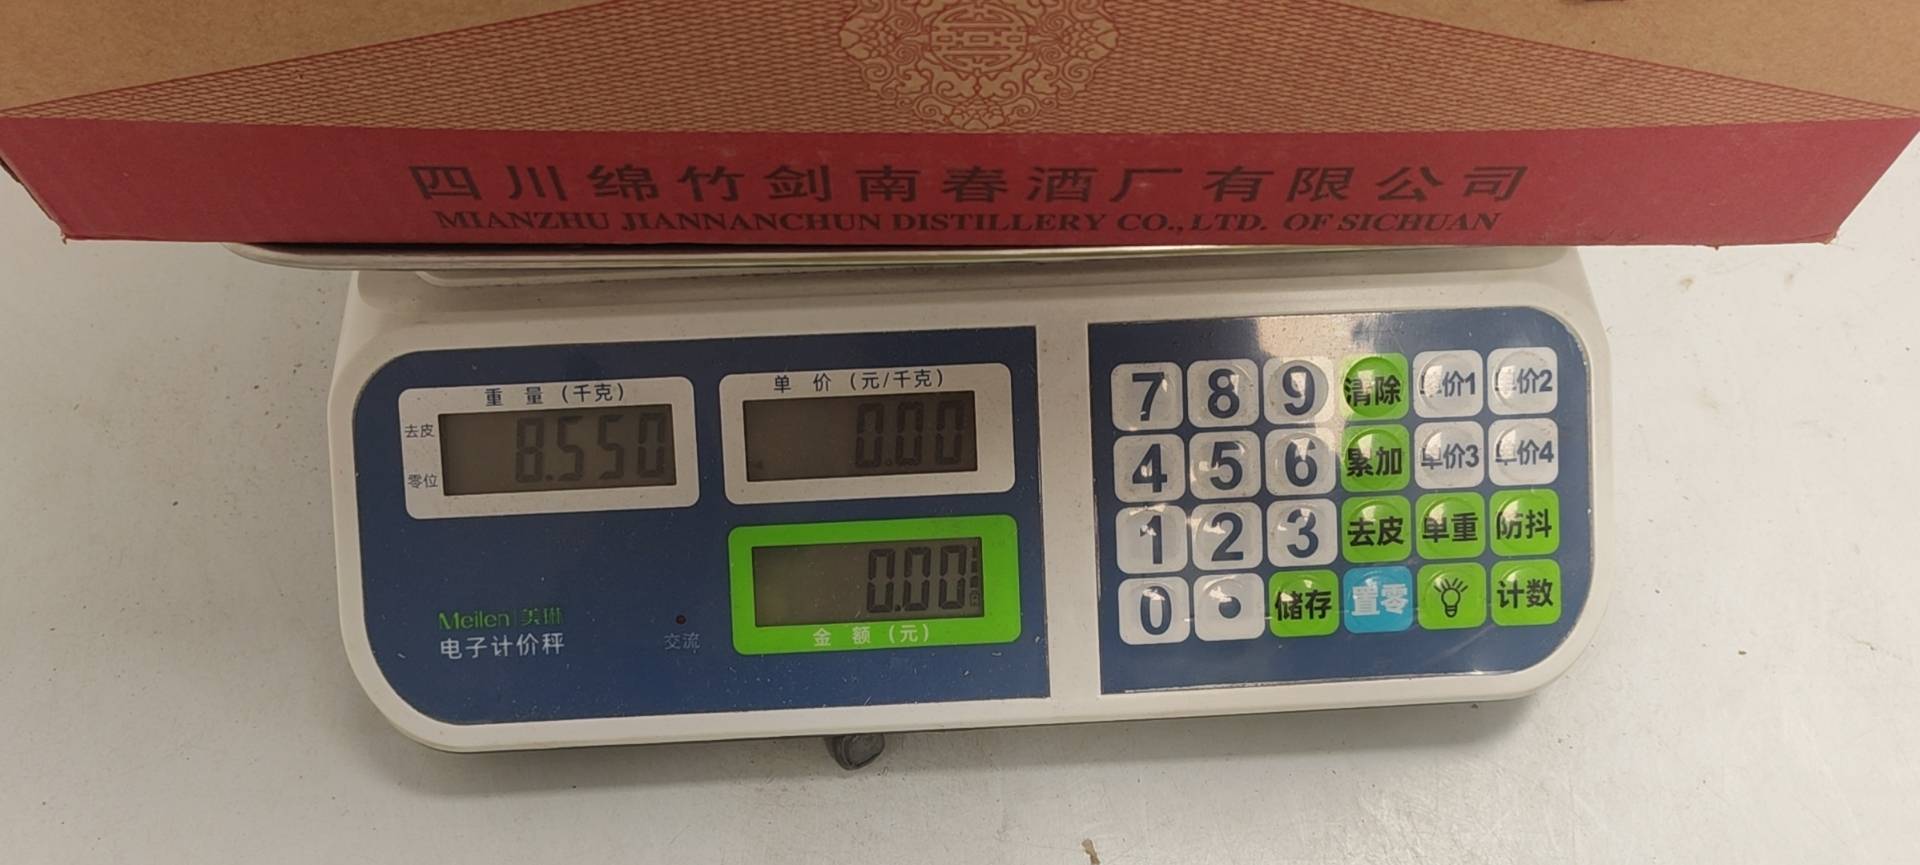 四川绵竹剑南春酒厂有限公司
MIANZHU JIANNANCHUN DISTILLERY CO., LTD. OF SICHUAN
重量 (千克)
去皮
零位
8.550
单价 (元/千克)
0.00
0.00
金额 (元)
Meilen 美琳
电子计价秤
交流
7 8 9 清除 单价1 单价2
4 5 6 累加 单价3 单价4
1 2 3 去皮 单重 防抖
0 . 储存 置零 计数